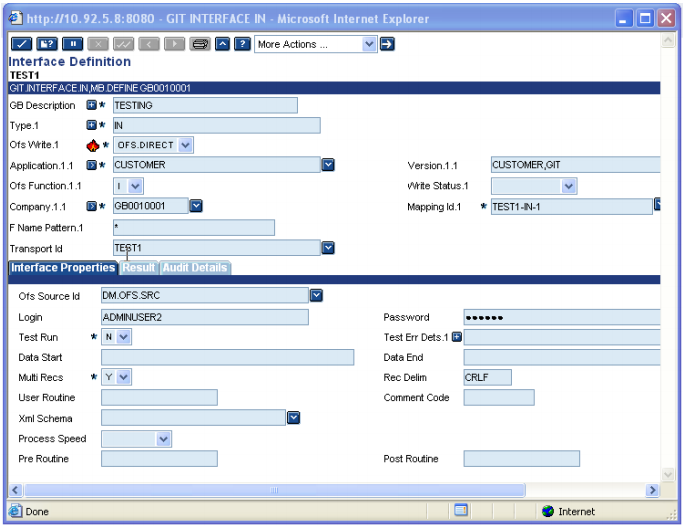 http://10.92.5.8:8080 - GIT INTERFACE IN - Microsoft Internet Explorer
More Actions ...
Interface Definition
TEST1
GIT.INTERFACE.IN,MB.DEFINE GB0010001
GB Description * TESTING
Type.1 * IN
Ofs Write.1 * OFS.DIRECT
Application.1.1 * CUSTOMER Version.1.1 CUSTOMER,GIT
Ofs Function.1.1 I Write Status.1
Company.1.1 * GB0010001 Mapping Id.1 * TEST1-IN-1
F Name Pattern.1 *
Transport Id TEST1
Interface Properties Result Audit Details
Ofs Source Id DM.OFS.SRC
Login ADMINUSER2 Password ••••••
Test Run * N Test Err Dets.1
Data Start Data End
Multi Recs * Y Rec Delim CRLF
User Routine Comment Code
Xml Schema
Process Speed
Pre Routine Post Routine
Done Internet